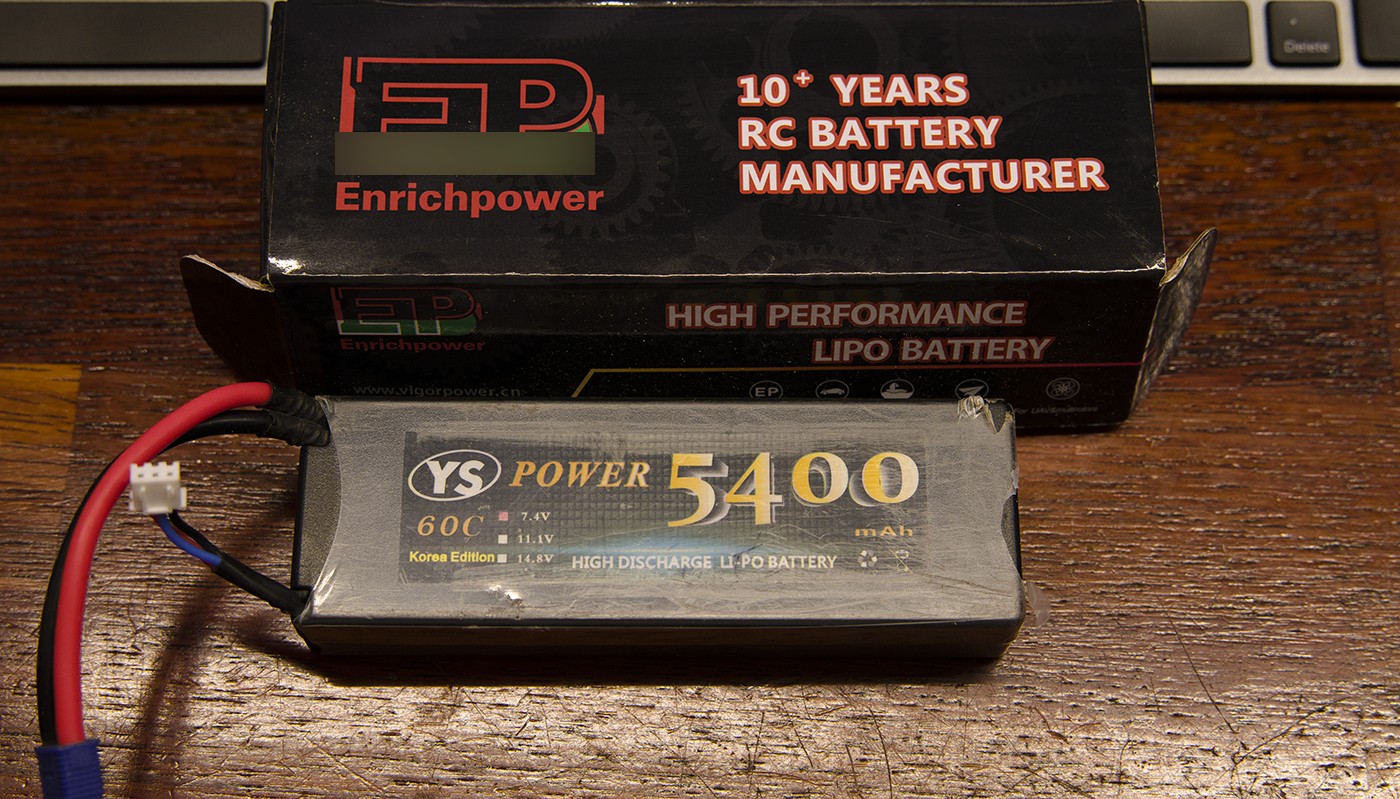 Delete
EP
Enrichpower
10+ YEARS
RC BATTERY
MANUFACTURER
EP
Enrichpower
HIGH PERFORMANCE
LIPO BATTERY
www.vigorpower.cn
EP
YS POWER 5400
mAh
60C
7.4V
11.1V
Korea Edition
14.8V
HIGH DISCHARGE LI-PO BATTERY